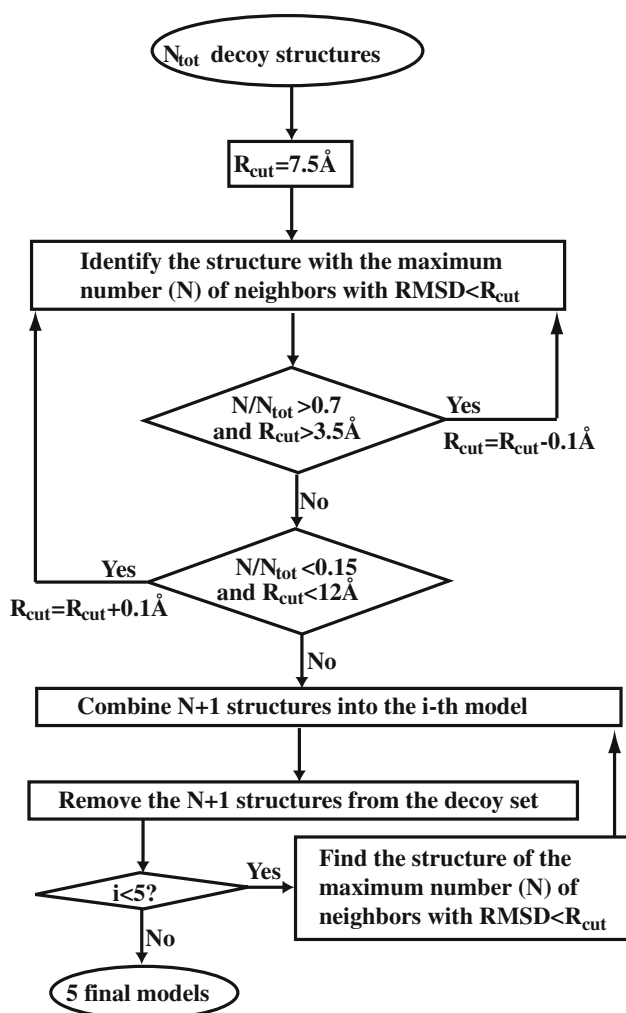 N_tot decoy structures
R_cut=7.5Å
Identify the structure with the maximum
number (N) of neighbors with RMSD<R_cut
N/N_tot >0.7
and R_cut>3.5Å
Yes
R_cut=R_cut-0.1Å
No
N/N_tot <0.15
and R_cut<12Å
Yes
R_cut=R_cut+0.1Å
No
Combine N+1 structures into the i-th model
Remove the N+1 structures from the decoy set
i<5?
Yes
Find the structure of the
maximum number (N) of
neighbors with RMSD<R_cut
No
5 final models